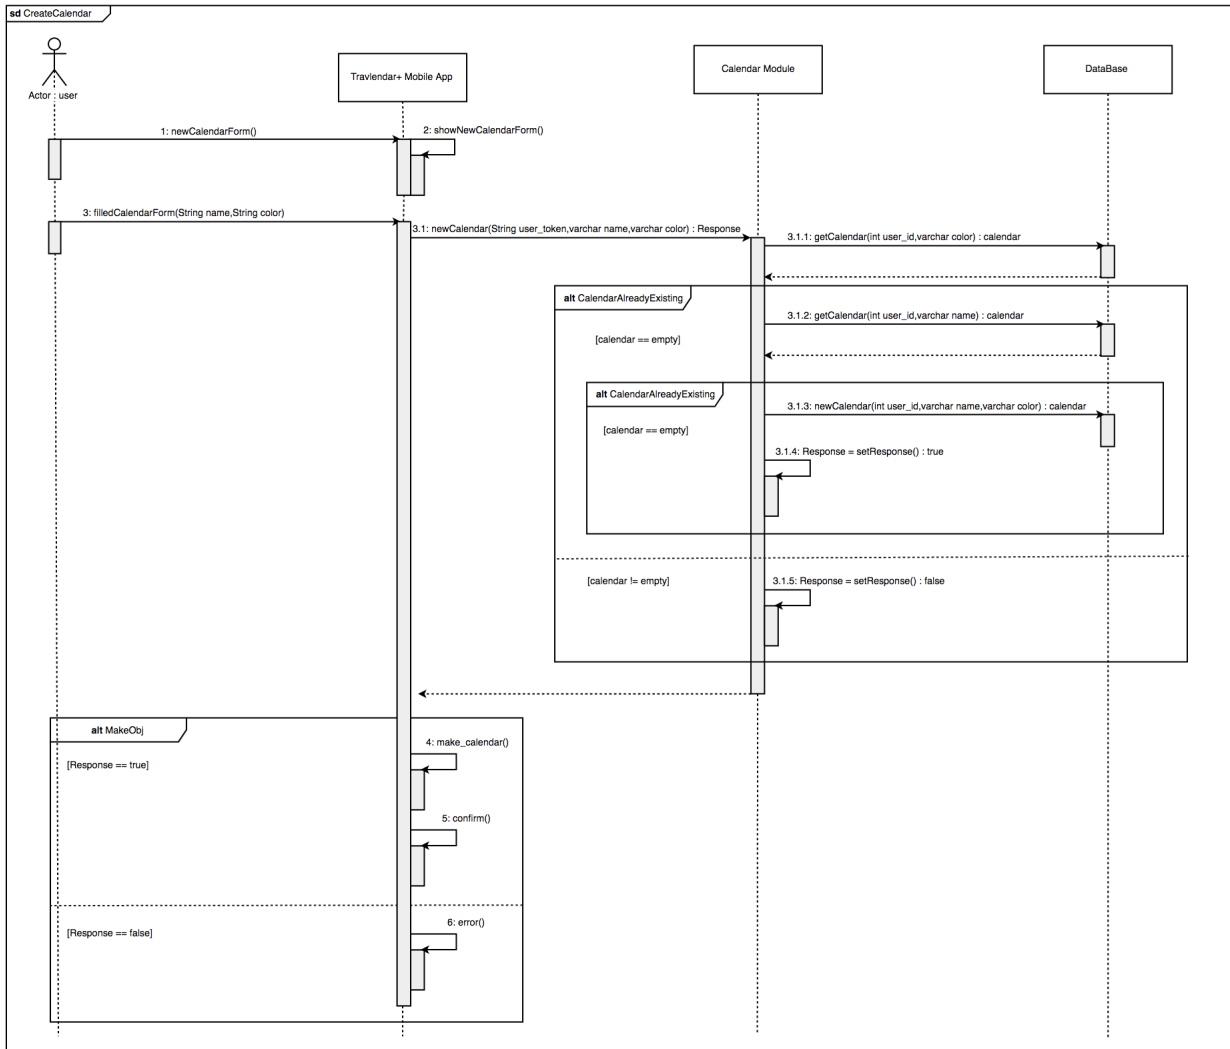 sd CreateCalendar
Actor : user
Travlendar+ Mobile App
Calendar Module
DataBase
1: newCalendarForm()
2: showNewCalendarForm()
3: filledCalendarForm(String name,String color)
3.1: newCalendar(String user_token,varchar name,varchar color) : Response
3.1.1: getCalendar(int user_id,varchar color) : calendar
alt CalendarAlreadyExisting
3.1.2: getCalendar(int user_id,varchar name) : calendar
[calendar == empty]
alt CalendarAlreadyExisting
3.1.3: newCalendar(int user_id,varchar name,varchar color) : calendar
[calendar == empty]
3.1.4: Response = setResponse() : true
[calendar != empty]
3.1.5: Response = setResponse() : false
alt MakeObj
4: make_calendar()
[Response == true]
5: confirm()
6: error()
[Response == false]